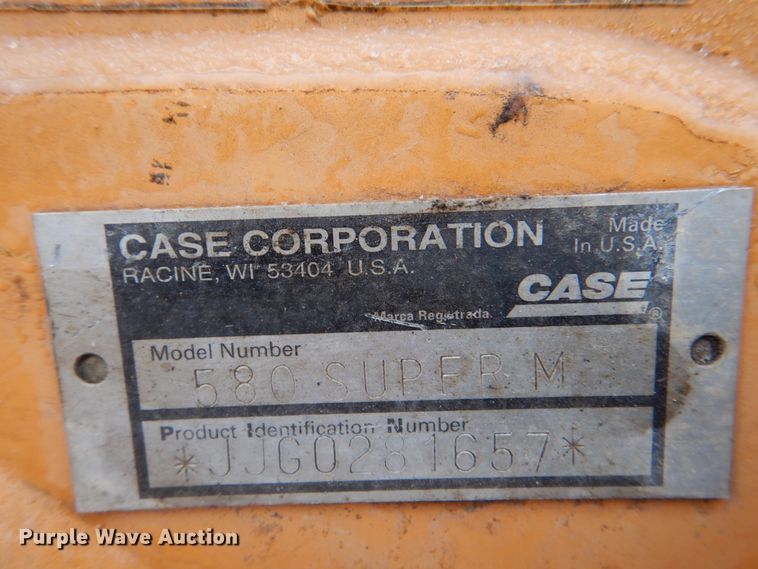 CASE CORPORATION
RACINE, WI 53404 U.S.A.
Made
In U.S.A.
CASE
®
Marca Registrada
Model Number
580 SUPER M
Product Identification Number
*JJG0281657*
Purple Wave Auction